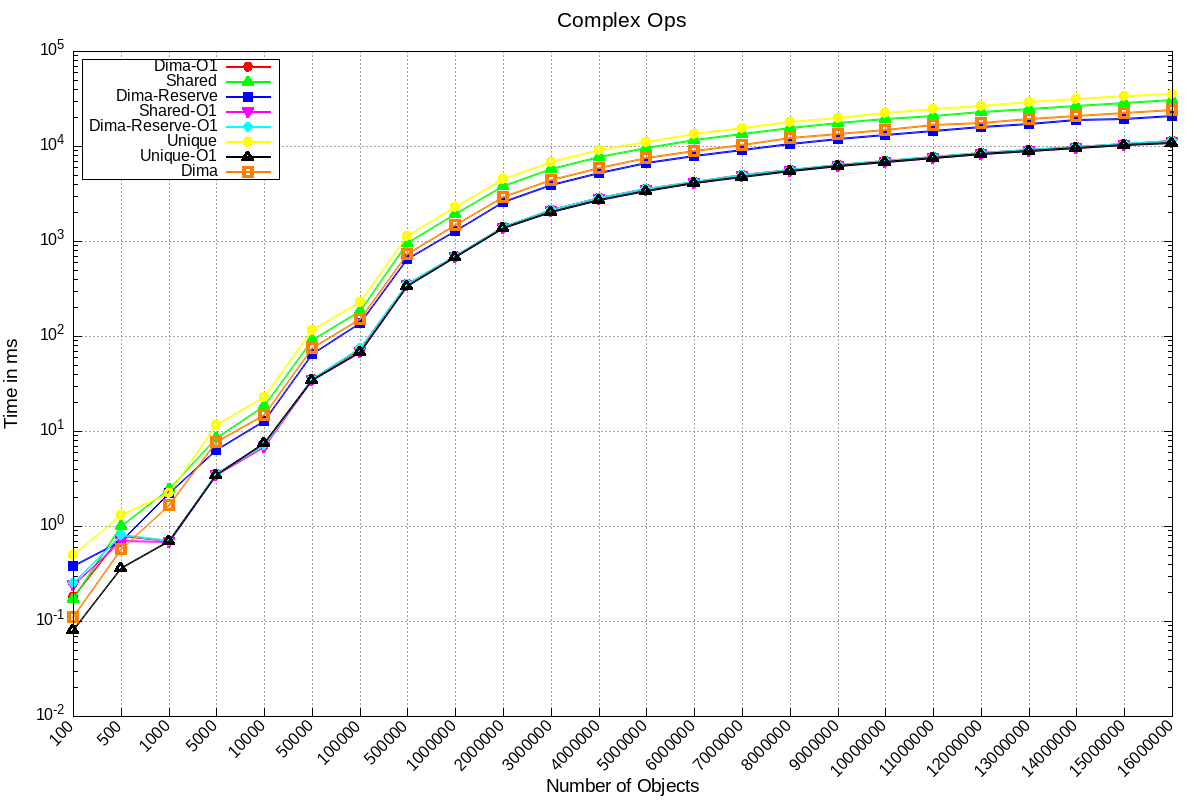 Complex Ops
10^5
10^4
10^3
10^2
10^1
10^0
10^-1
10^-2
Time in ms
Dima-O1
Shared
Dima-Reserve
Shared-O1
Dima-Reserve-O1
Unique
Unique-O1
Dima
100
500
1000
5000
10000
50000
100000
500000
1000000
2000000
3000000
4000000
5000000
6000000
7000000
8000000
9000000
10000000
11000000
12000000
13000000
14000000
15000000
16000000
Number of Objects